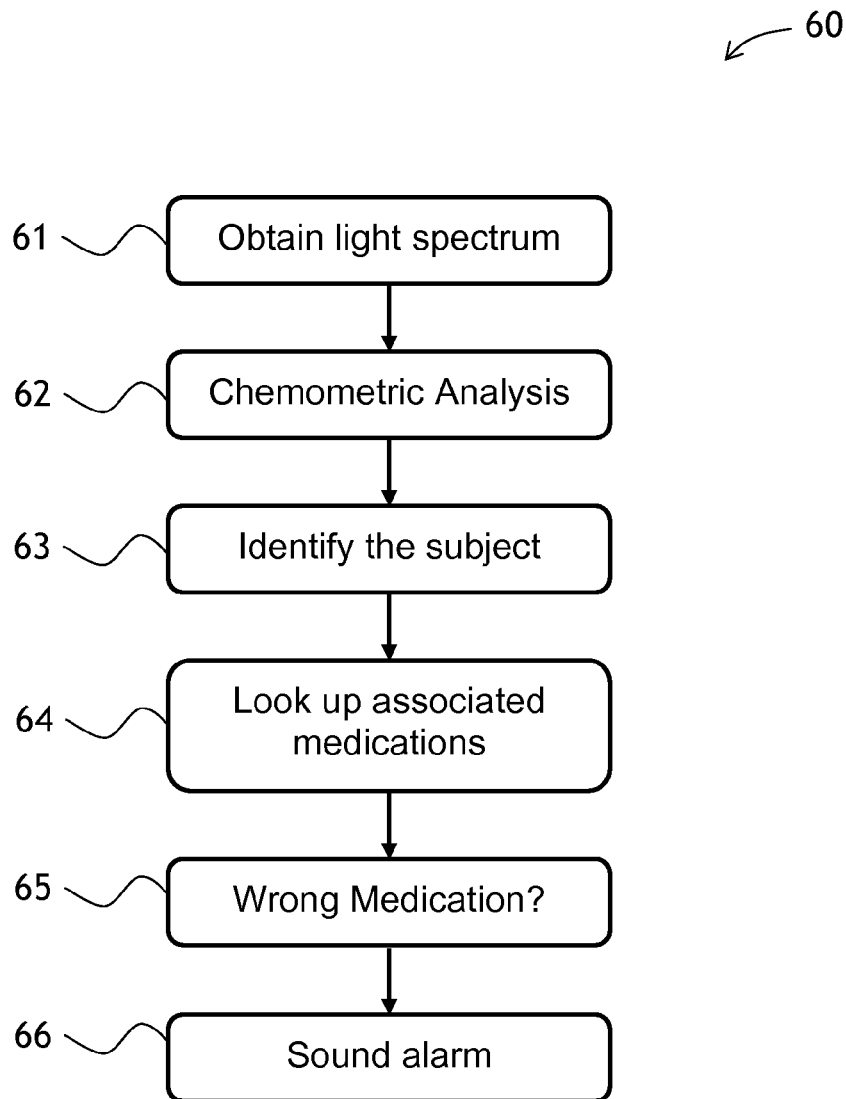 60
61
Obtain light spectrum
62
Chemometric Analysis
63
Identify the subject
64
Look up associated
medications
65
Wrong Medication?
66
Sound alarm